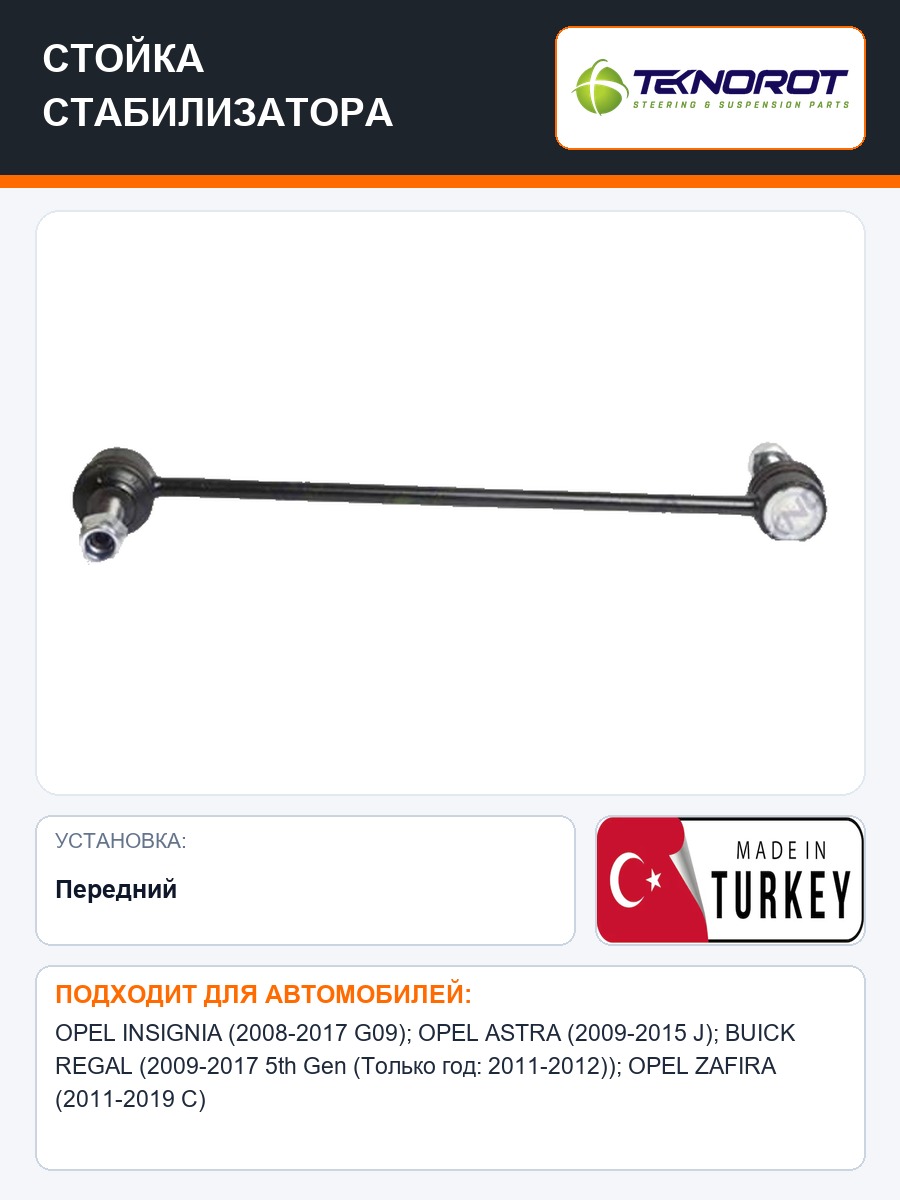 СТОЙКА
СТАБИЛИЗАТОРА
TEKNOROT
STEERING & SUSPENSION PARTS
УСТАНОВКА:
Передний
MADE IN
TURKEY
ПОДХОДИТ ДЛЯ АВТОМОБИЛЕЙ:
OPEL INSIGNIA (2008-2017 G09); OPEL ASTRA (2009-2015 J); BUICK
REGAL (2009-2017 5th Gen (Только год: 2011-2012)); OPEL ZAFIRA
(2011-2019 C)